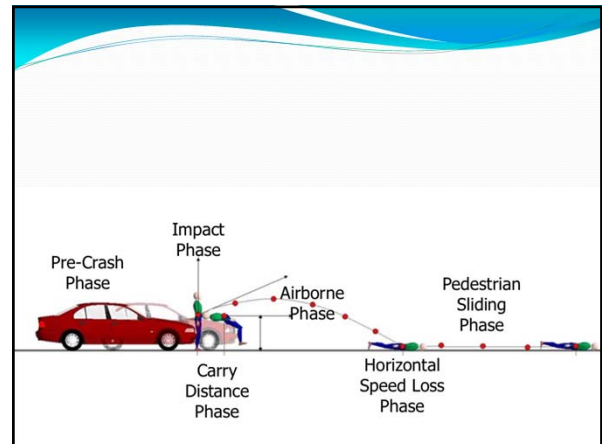 Pre-Crash
Phase
Impact
Phase
Carry
Distance
Phase
Airborne
Phase
Horizontal
Speed Loss
Phase
Pedestrian
Sliding
Phase